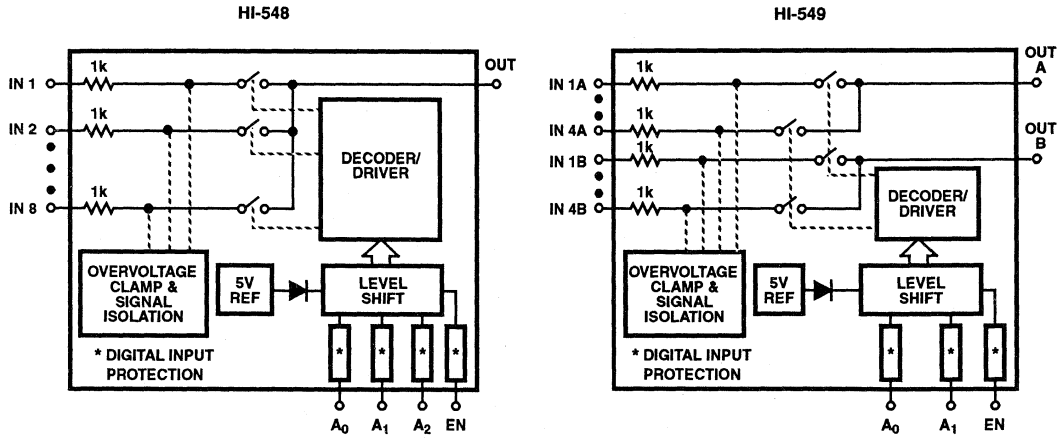 HI-548
1k
IN 1
OUT
1k
IN 2
DECODER/
DRIVER
1k
IN 8
OVERVOLTAGE
CLAMP &
SIGNAL
ISOLATION
5V
REF
LEVEL
SHIFT
* DIGITAL INPUT
PROTECTION
* * * *
A0 A1 A2 EN
HI-549
OUT
A
1k
IN 1A
1k
IN 4A
OUT
B
1k
IN 1B
1k
IN 4B
DECODER/
DRIVER
OVERVOLTAGE
CLAMP &
SIGNAL
ISOLATION
5V
REF
LEVEL
SHIFT
* DIGITAL INPUT
PROTECTION
* * *
A0 A1 EN